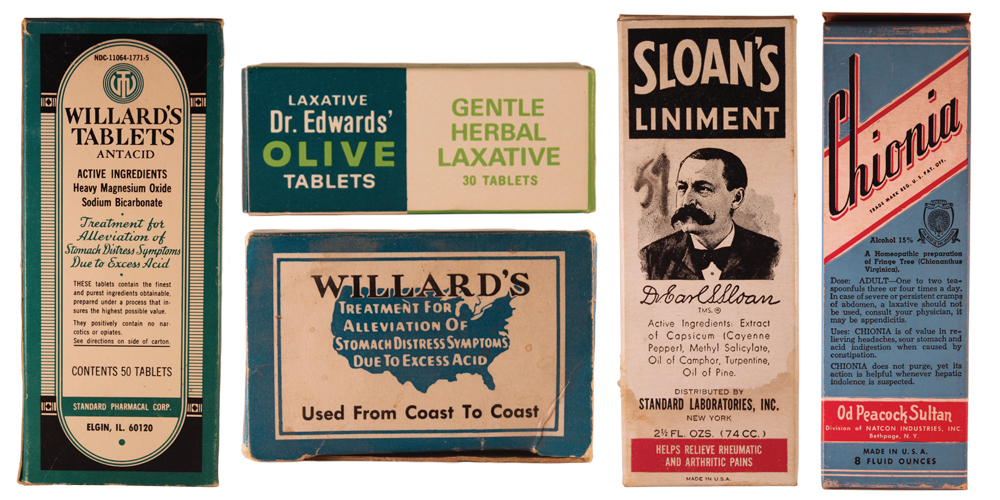 NDC-11064-1771-5
WILLARD'S
TABLETS
ANTACID
ACTIVE INGREDIENTS
Heavy Magnesium Oxide
Sodium Bicarbonate
Treatment for
Alleviation of
Stomach Distress Symptoms
Due to Excess Acid
THESE tablets contain the finest
and purest ingredients obtainable,
prepared under a process that in-
sures the highest possible value.
They positively contain no nar-
cotics or opiates.
See directions on side of carton.
CONTENTS 50 TABLETS
STANDARD PHARMACAL CORP.
ELGIN, IL. 60120
LAXATIVE
Dr. Edwards'
OLIVE
TABLETS
GENTLE
HERBAL
LAXATIVE
30 TABLETS
WILLARD'S
TREATMENT FOR
ALLEVIATION OF
STOMACH DISTRESS SYMPTOMS
DUE TO EXCESS ACID
Used From Coast To Coast
SLOAN'S
LINIMENT
59
Dr Earl S Sloan
TMS.®
Active Ingredients: Extract
of Capsicum (Cayenne
Pepper), Methyl Salicylate,
Oil of Camphor, Turpentine,
Oil of Pine.
DISTRIBUTED BY
STANDARD LABORATORIES, INC.
NEW YORK
2½ FL. OZS. (74 CC.)
HELPS RELIEVE RHEUMATIC
AND ARTHRITIC PAINS
MADE IN U.S.A.
Chionia
TRADE MARK REG. U.S. PAT. OFF.
Alcohol 15%
A Homeopathic preparation
of Fringe Tree (Chionanthus
Virginica).
Dose: ADULT—One to two tea-
spoonfuls three or four times a day.
In case of severe or persistent cramps
of abdomen, a laxative should not
be used, consult your physician, it
may be appendicitis.
Uses: CHIONIA is of value in re-
lieving headaches, sour stomach and
acid indigestion when caused by
constipation.
CHIONIA does not purge, yet its
action is helpful whenever hepatic
indolence is suspected.
Od Peacock Sultan
Division of NATCON INDUSTRIES, INC.
Bethpage, N. Y.
MADE IN U.S.A.
8 FLUID OUNCES